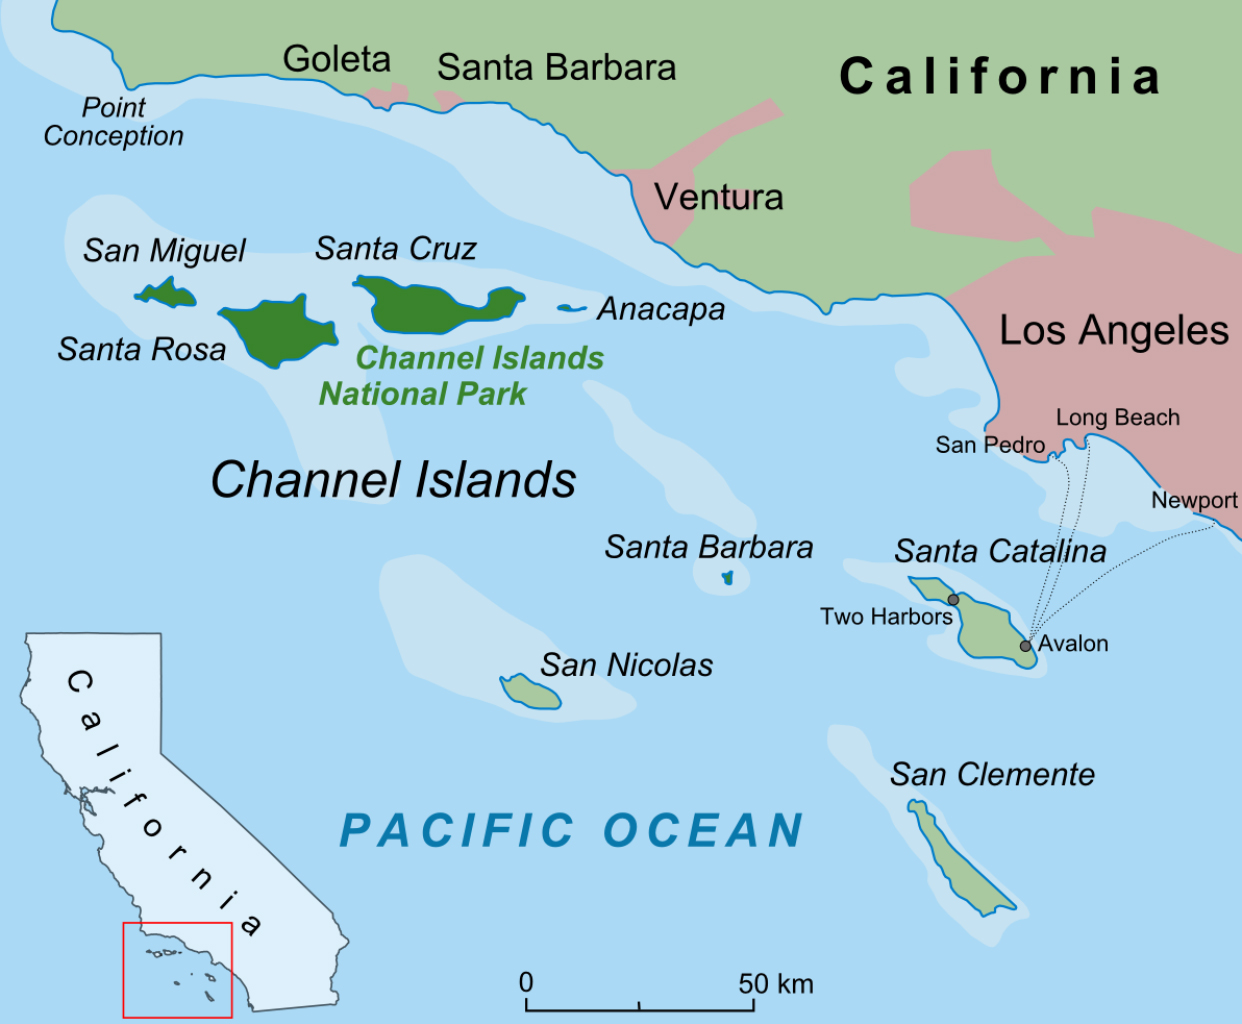 Goleta
Santa Barbara
California
Point
Conception
Ventura
San Miguel
Santa Cruz
Anacapa
Santa Rosa
Channel Islands
National Park
Los Angeles
Long Beach
San Pedro
Channel Islands
Newport
Santa Barbara
Santa Catalina
Two Harbors
Avalon
San Nicolas
California
San Clemente
PACIFIC OCEAN
0
50 km